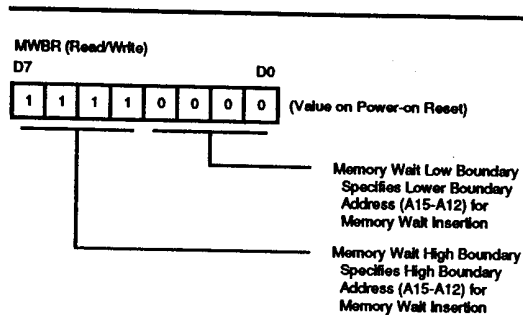 MWBR (Read/Write)
D7 D0
1 1 1 1 0 0 0 0 (Value on Power-on Reset)
Memory Wait Low Boundary
Specifies Lower Boundary
Address (A15-A12) for
Memory Wait Insertion
Memory Wait High Boundary
Specifies High Boundary
Address (A15-A12) for
Memory Wait Insertion